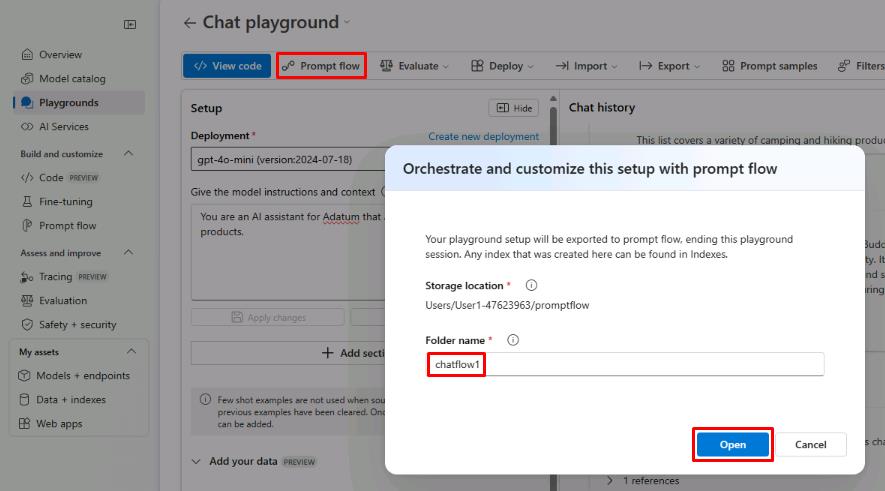 Chat playground
Overview
Model catalog
Playgrounds
AI Services
Build and customize
Code PREVIEW
Fine-tuning
Prompt flow
Assess and improve
Tracing PREVIEW
Evaluation
Safety + security
My assets
Models + endpoints
Data + indexes
Web apps
View code
Prompt flow
Evaluate
Deploy
Import
Export
Prompt samples
Filters
Setup
Hide
Deployment *
Create new deployment
gpt-4o-mini (version:2024-07-18)
Give the model instructions and context
You are an AI assistant for Adatum that
products.
Apply changes
Add secti
Few shot examples are not used when
previous examples have been cleared.
can be added.
Add your data PREVIEW
Chat history
This list covers a variety of camping and hiking produc
1 references
Orchestrate and customize this setup with prompt flow
Your playground setup will be exported to prompt flow, ending this playground
session. Any index that was created here can be found in Indexes.
Storage location *
Users/User1-47623963/promptflow
Folder name *
chatflow1
Open
Cancel